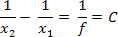 1/x₂ − 1/x₁ = 1/f = C